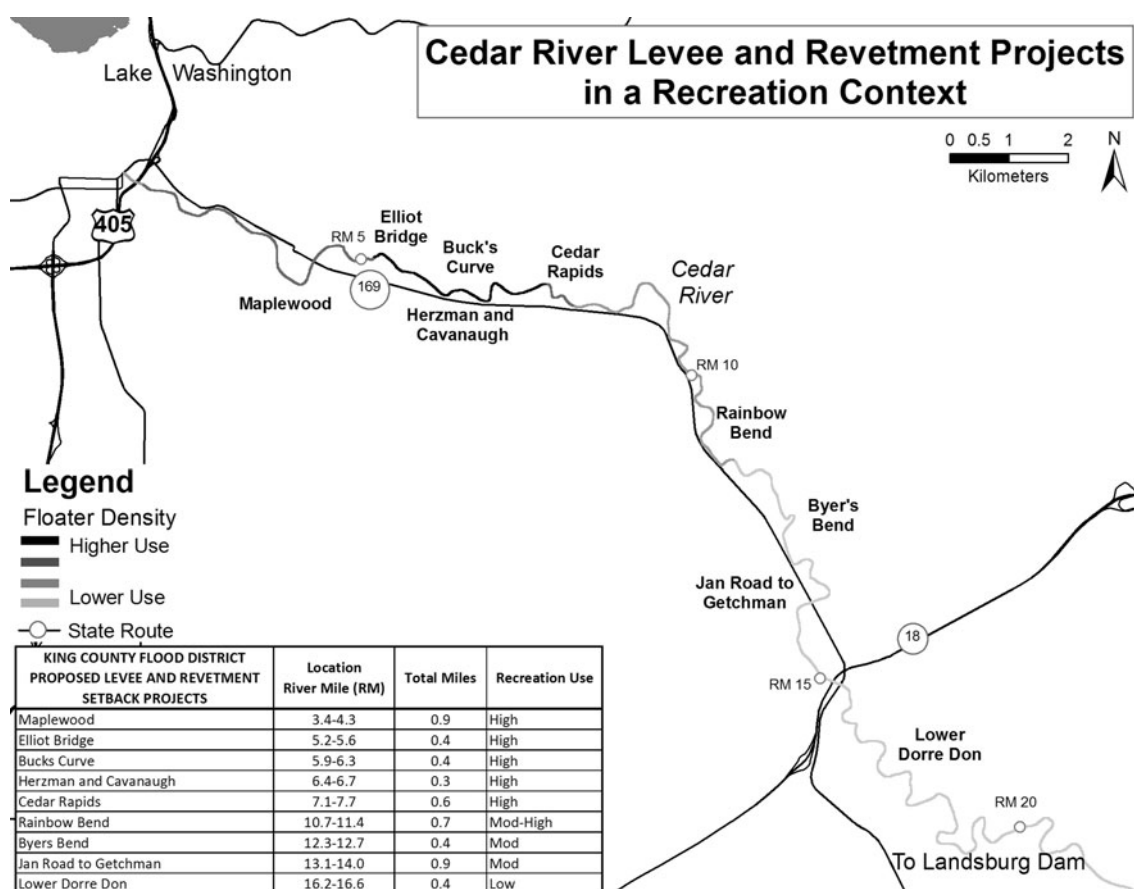 Cedar River Levee and Revetment Projects
in a Recreation Context
Lake Washington
0 0.5 1 2
Kilometers
N
405
Elliot
Bridge
RM 5
Buck's
Curve
Cedar
Rapids
Cedar
River
169
Maplewood
Herzman and
Cavanaugh
RM 10
Rainbow
Bend
Byer's
Bend
Jan Road to
Getchman
18
RM 15
Lower
Dorre Don
RM 20
To Landsburg Dam
Legend
Floater Density
Higher Use
Lower Use
State Route
KING COUNTY FLOOD DISTRICT
PROPOSED LEVEE AND REVETMENT
SETBACK PROJECTS
Location
River Mile (RM)
Total Miles
Recreation Use
Maplewood 3.4-4.3 0.9 High
Elliot Bridge 5.2-5.6 0.4 High
Bucks Curve 5.9-6.3 0.4 High
Herzman and Cavanaugh 6.4-6.7 0.3 High
Cedar Rapids 7.1-7.7 0.6 High
Rainbow Bend 10.7-11.4 0.7 Mod-High
Byers Bend 12.3-12.7 0.4 Mod
Jan Road to Getchman 13.1-14.0 0.9 Mod
Lower Dorre Don 16.2-16.6 0.4 Low